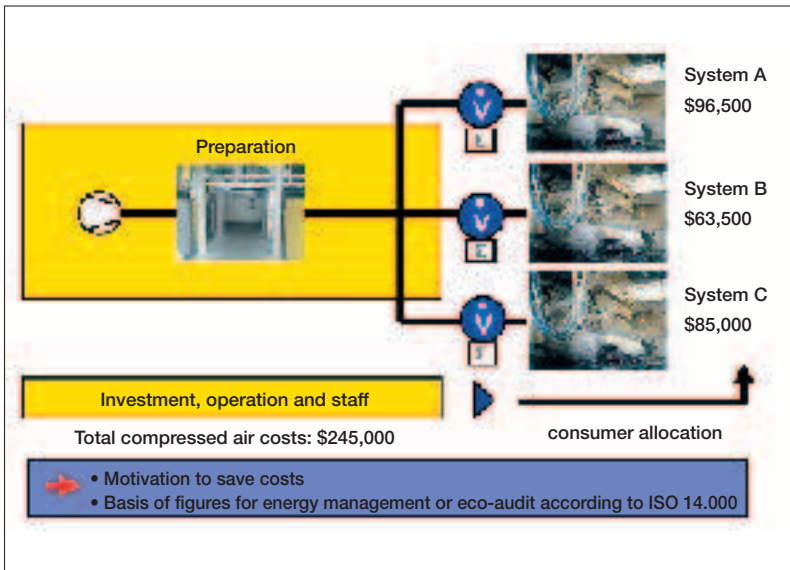 System A
$96,500
Preparation
V̇
System B
$63,500
V̇
System C
$85,000
V̇
Investment, operation and staff
Total compressed air costs: $245,000
consumer allocation
• Motivation to save costs
• Basis of figures for energy management or eco-audit according to ISO 14.000